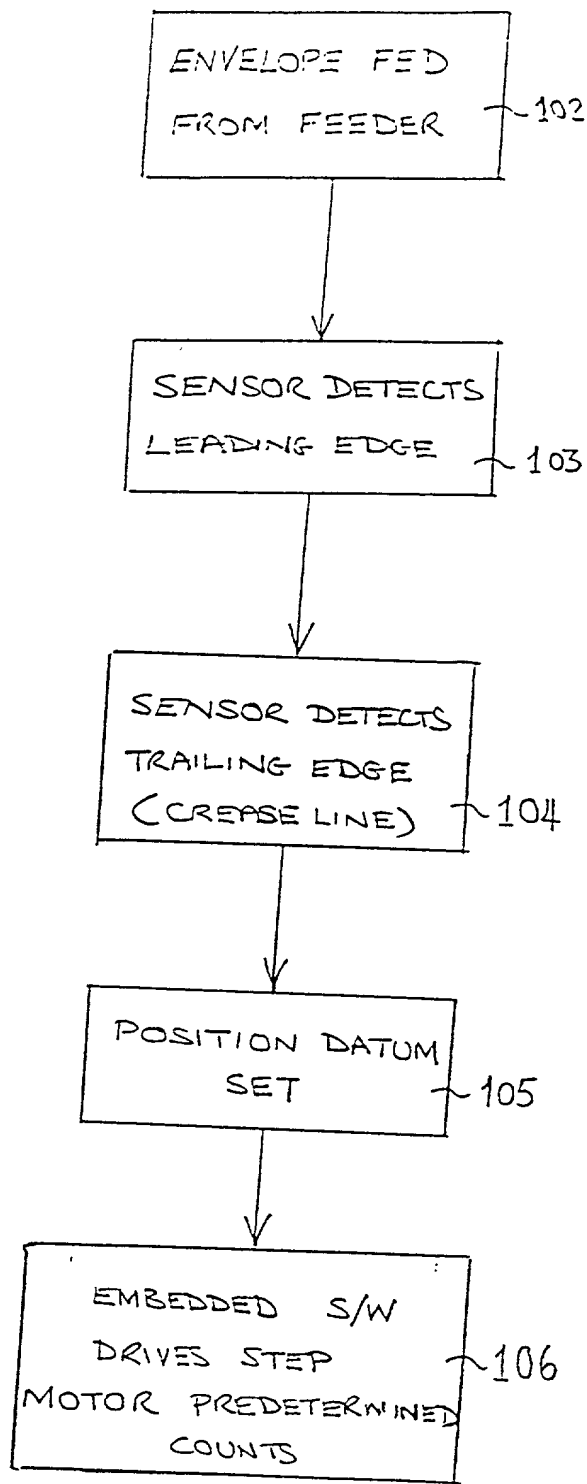 ENVELOPE FED
FROM FEEDER
102
SENSOR DETECTS
LEADING EDGE
103
SENSOR DETECTS
TRAILING EDGE
(CREASE LINE)
104
POSITION DATUM
SET
105
EMBEDDED S/W
DRIVES STEP
MOTOR PREDETERMINED
COUNTS
106